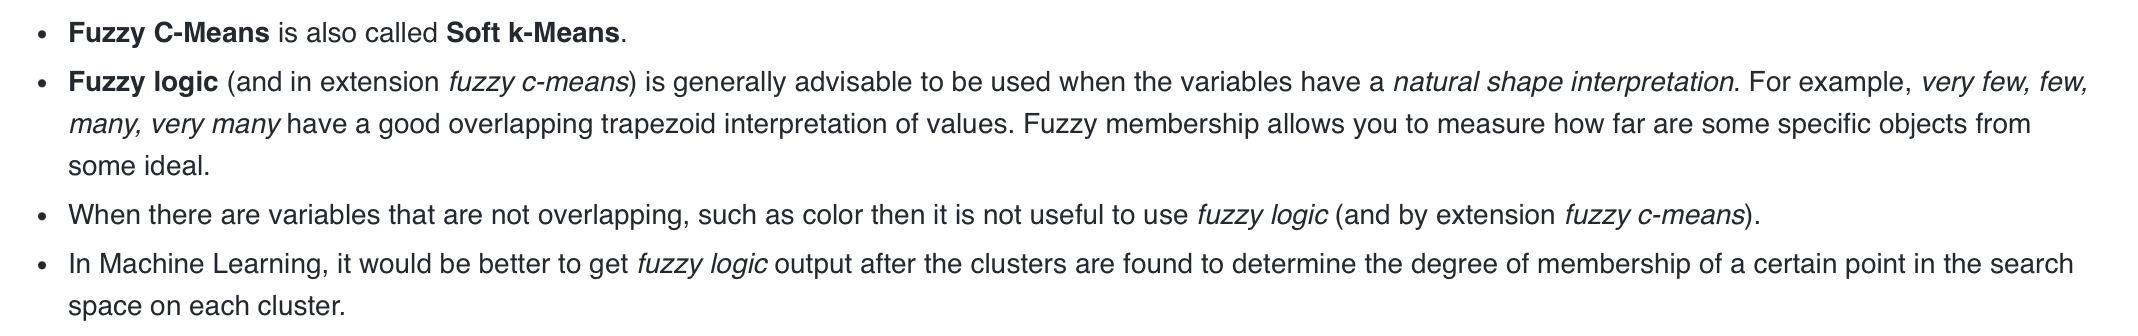 • Fuzzy C-Means is also called Soft k-Means.
• Fuzzy logic (and in extension fuzzy c-means) is generally advisable to be used when the variables have a natural shape interpretation. For example, very few, few,
many, very many have a good overlapping trapezoid interpretation of values. Fuzzy membership allows you to measure how far are some specific objects from
some ideal.
• When there are variables that are not overlapping, such as color then it is not useful to use fuzzy logic (and by extension fuzzy c-means).
• In Machine Learning, it would be better to get fuzzy logic output after the clusters are found to determine the degree of membership of a certain point in the search
space on each cluster.